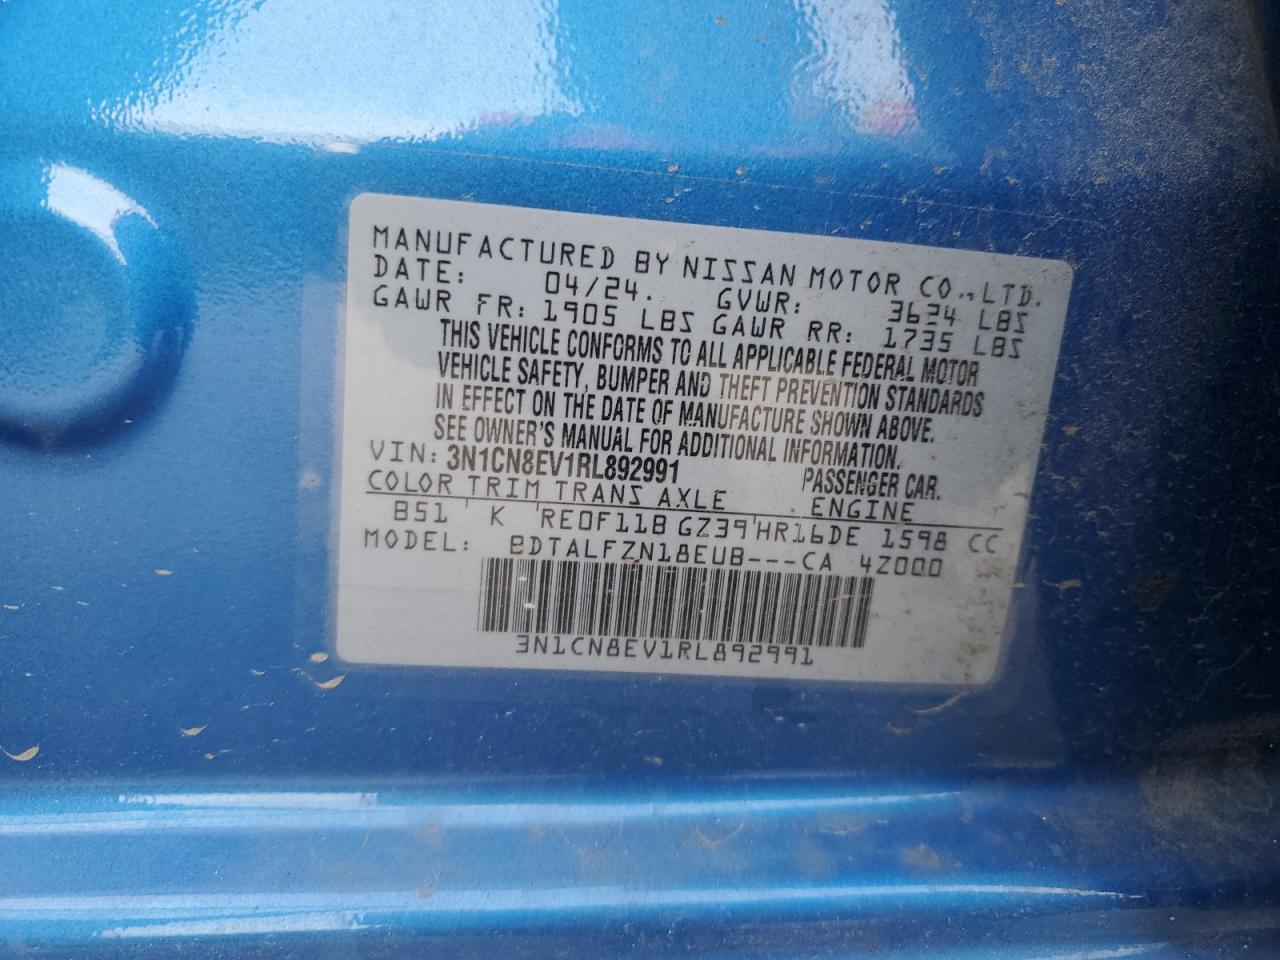 MANUFACTURED BY NISSAN MOTOR CO., LTD.
DATE: 04/24. GVWR: 3624 LBS
GAWR FR: 1905 LBS GAWR RR: 1735 LBS
THIS VEHICLE CONFORMS TO ALL APPLICABLE FEDERAL MOTOR
VEHICLE SAFETY, BUMPER AND THEFT PREVENTION STANDARDS
IN EFFECT ON THE DATE OF MANUFACTURE SHOWN ABOVE.
SEE OWNER'S MANUAL FOR ADDITIONAL INFORMATION.
VIN: 3N1CN8EV1RL892991 PASSENGER CAR.
COLOR TRIM TRANS AXLE ENGINE
B51 K RE0F11B GZ39 HR16DE 1598 CC
MODEL: BDTALFZN18EUB---CA 4Z000
3N1CN8EV1RL892991